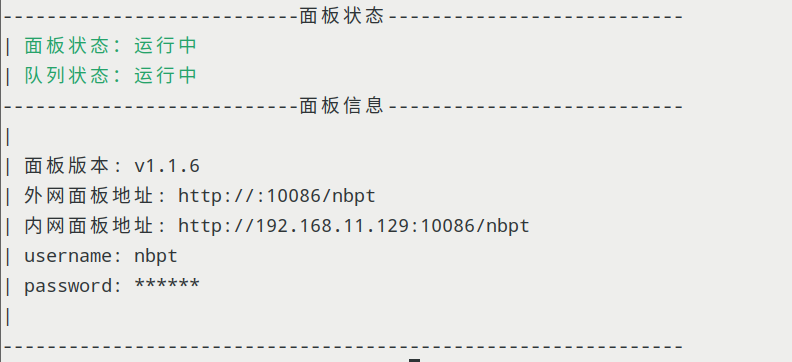 ---------------------------面板状态---------------------------
| 面板状态: 运行中
| 队列状态: 运行中
---------------------------面板信息---------------------------
|
| 面板版本: v1.1.6
| 外网面板地址: http://:10086/nbpt
| 内网面板地址: http://192.168.11.129:10086/nbpt
| username: nbpt
| password: ******
|
--------------------------------------------------------------